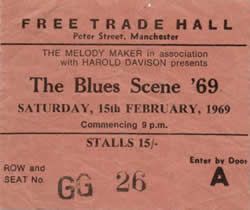 FREE TRADE HALL
Peter Street, Manchester
THE MELODY MAKER in association
with HAROLD DAVISON presents
The Blues Scene '69
SATURDAY, 15th FEBRUARY, 1969
Commencing 9 p.m.
STALLS 15/-
Enter by Door
ROW and
SEAT No. GG 26 A